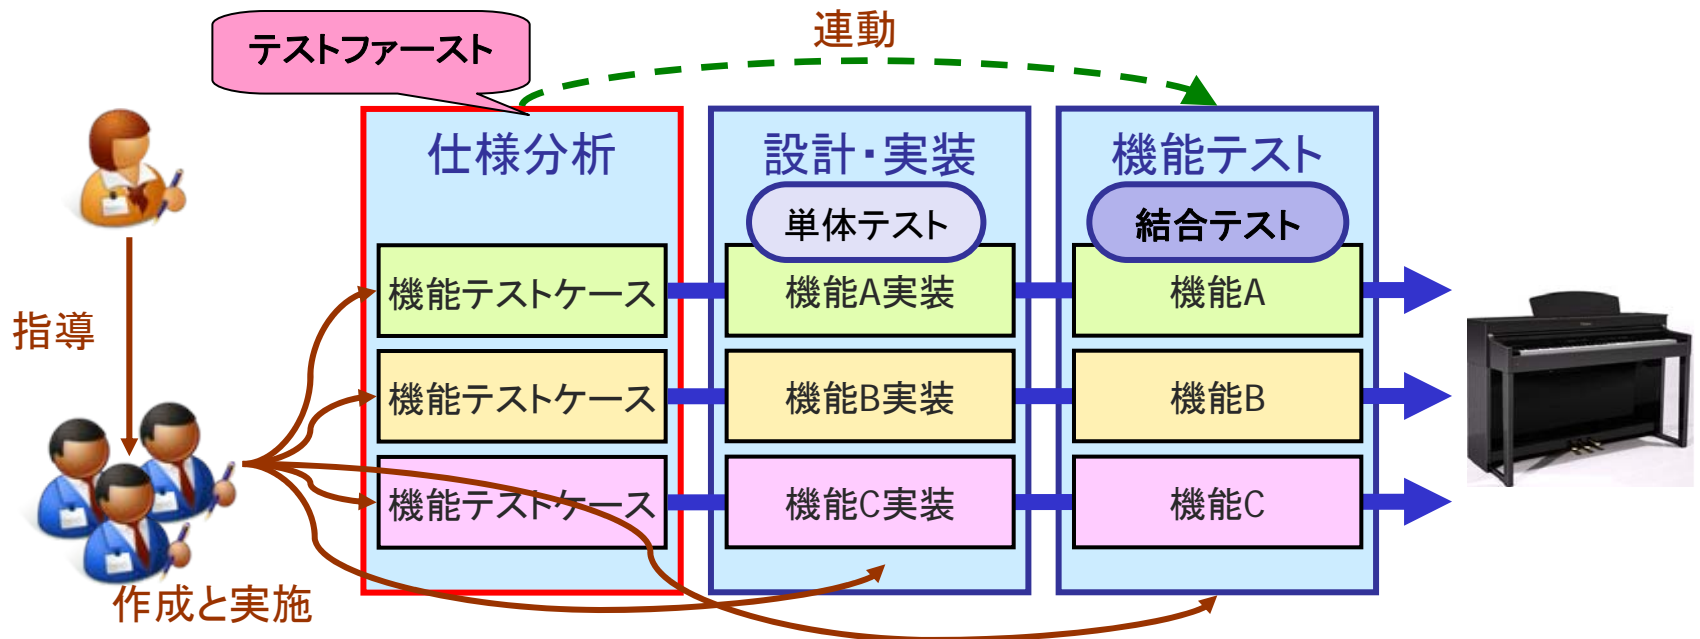 テストファースト
連動
仕様分析
設計・実装
機能テスト
単体テスト
結合テスト
機能テストケース
機能A実装
機能A
指導
機能テストケース
機能B実装
機能B
機能テストケース
機能C実装
機能C
作成と実施